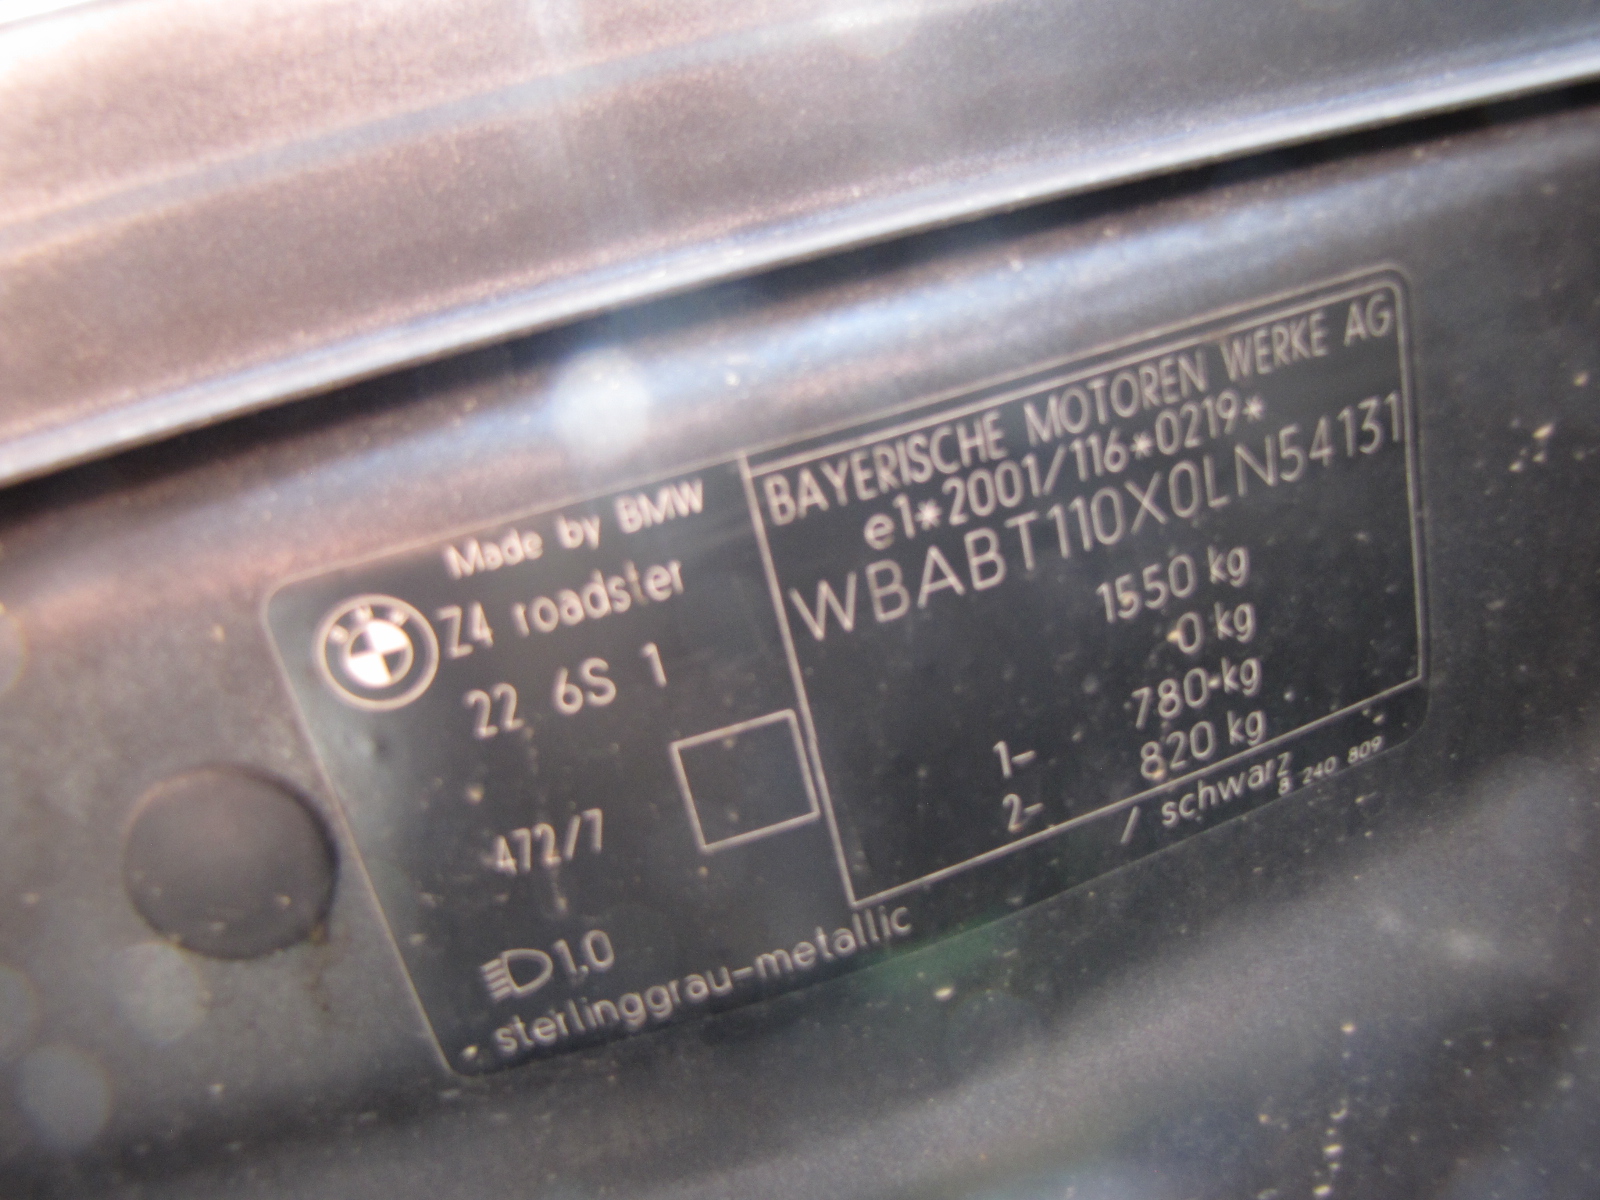 Made by BMW
BMW
Z4 roadster
22 6S 1
472/7
1,0
sterlinggrau-metallic
BAYERISCHE MOTOREN WERKE AG
e1*2001/116*0219*
WBABT110X0LN54131
1550 kg
0 kg
1- 780 kg
2- 820 kg
/ schwarz
8 240 809